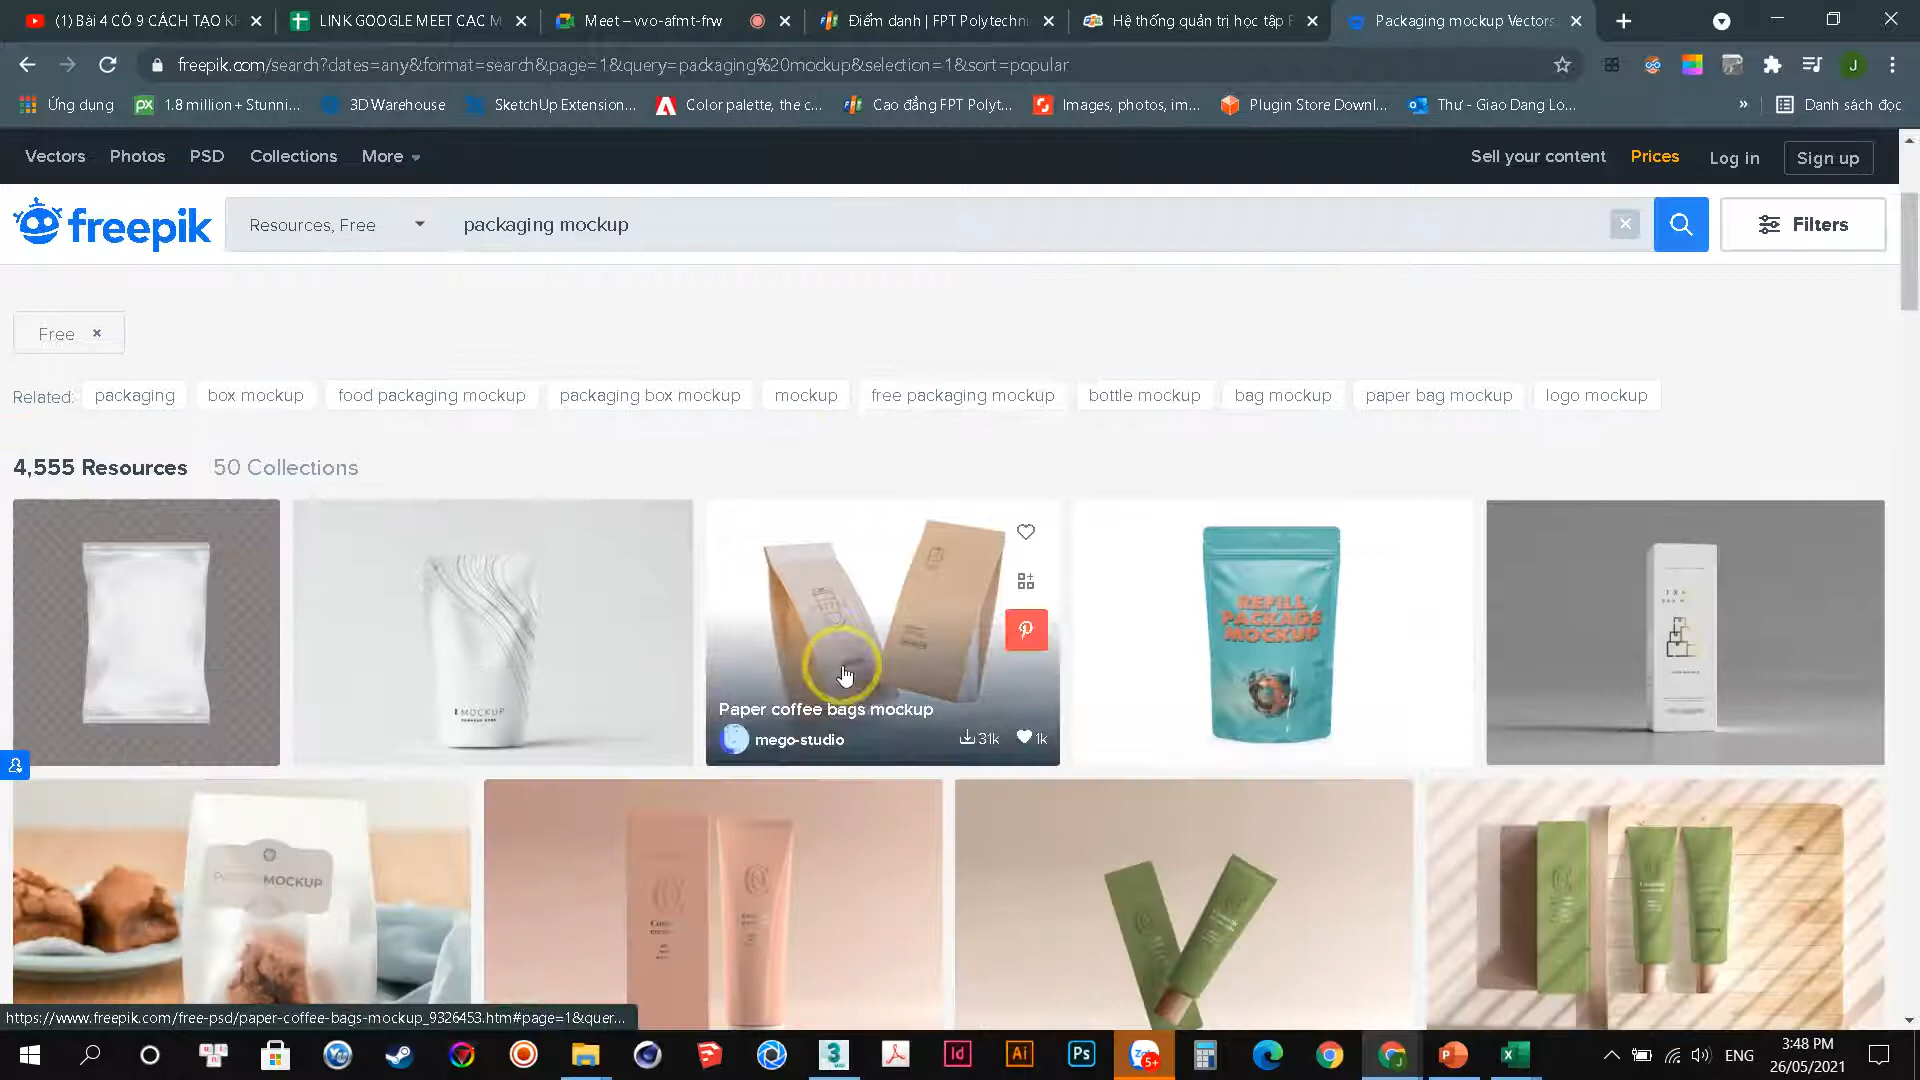 (1) Bài 4 CÓ 9 CÁCH TẠO KH
LINK GOOGLE MEET CAC M
Meet – vvo-afmt-frw
Điểm danh | FPT Polytechni
Hệ thống quản trị học tập F
Packaging mockup Vectors
freepik.com/search?dates=any&format=search&page=1&query=packaging%20mockup&selection=1&sort=popular
J
Ứng dụng
px
1.8 million + Stunni...
3D Warehouse
SketchUp Extension...
Color palette, the c...
Cao đẳng FPT Polyt...
Images, photos, im...
Plugin Store Downl...
Thư - Giao Dang Lo...
»
Danh sách đọc
Vectors
Photos
PSD
Collections
More
Sell your content
Prices
Log in
Sign up
freepik
Resources, Free
packaging mockup
Filters
Free ×
Related:
packaging
box mockup
food packaging mockup
packaging box mockup
mockup
free packaging mockup
bottle mockup
bag mockup
paper bag mockup
logo mockup
4,555 Resources
50 Collections
MOCKUP
REFILL
PACKAGE
MOCKUP
Paper coffee bags mockup
mego-studio
31k
1k
MOCKUP
https://www.freepik.com/free-psd/paper-coffee-bags-mockup_9326453.htm#page=1&quer...
3
Id
Ai
Ps
5+
ENG
3:48 PM
26/05/2021